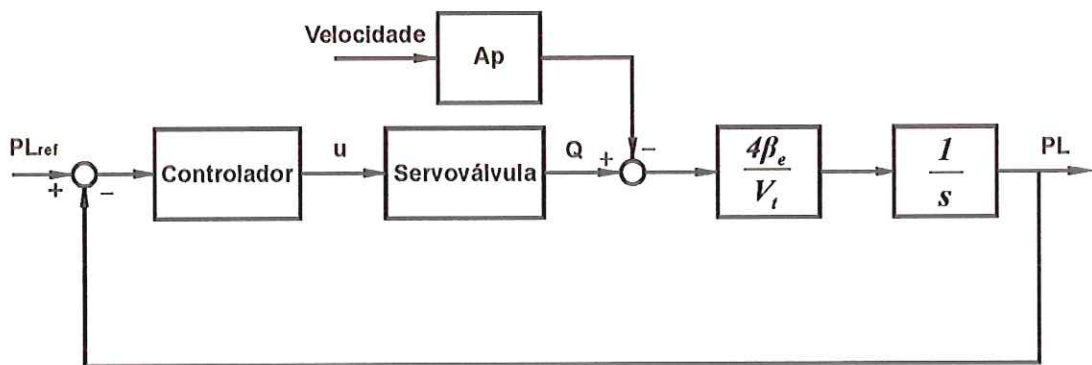 Velocidade
Ap
PLref
+
−
Controlador
u
Servoválvula
Q
+
−
4βe
Vt
1
s
PL